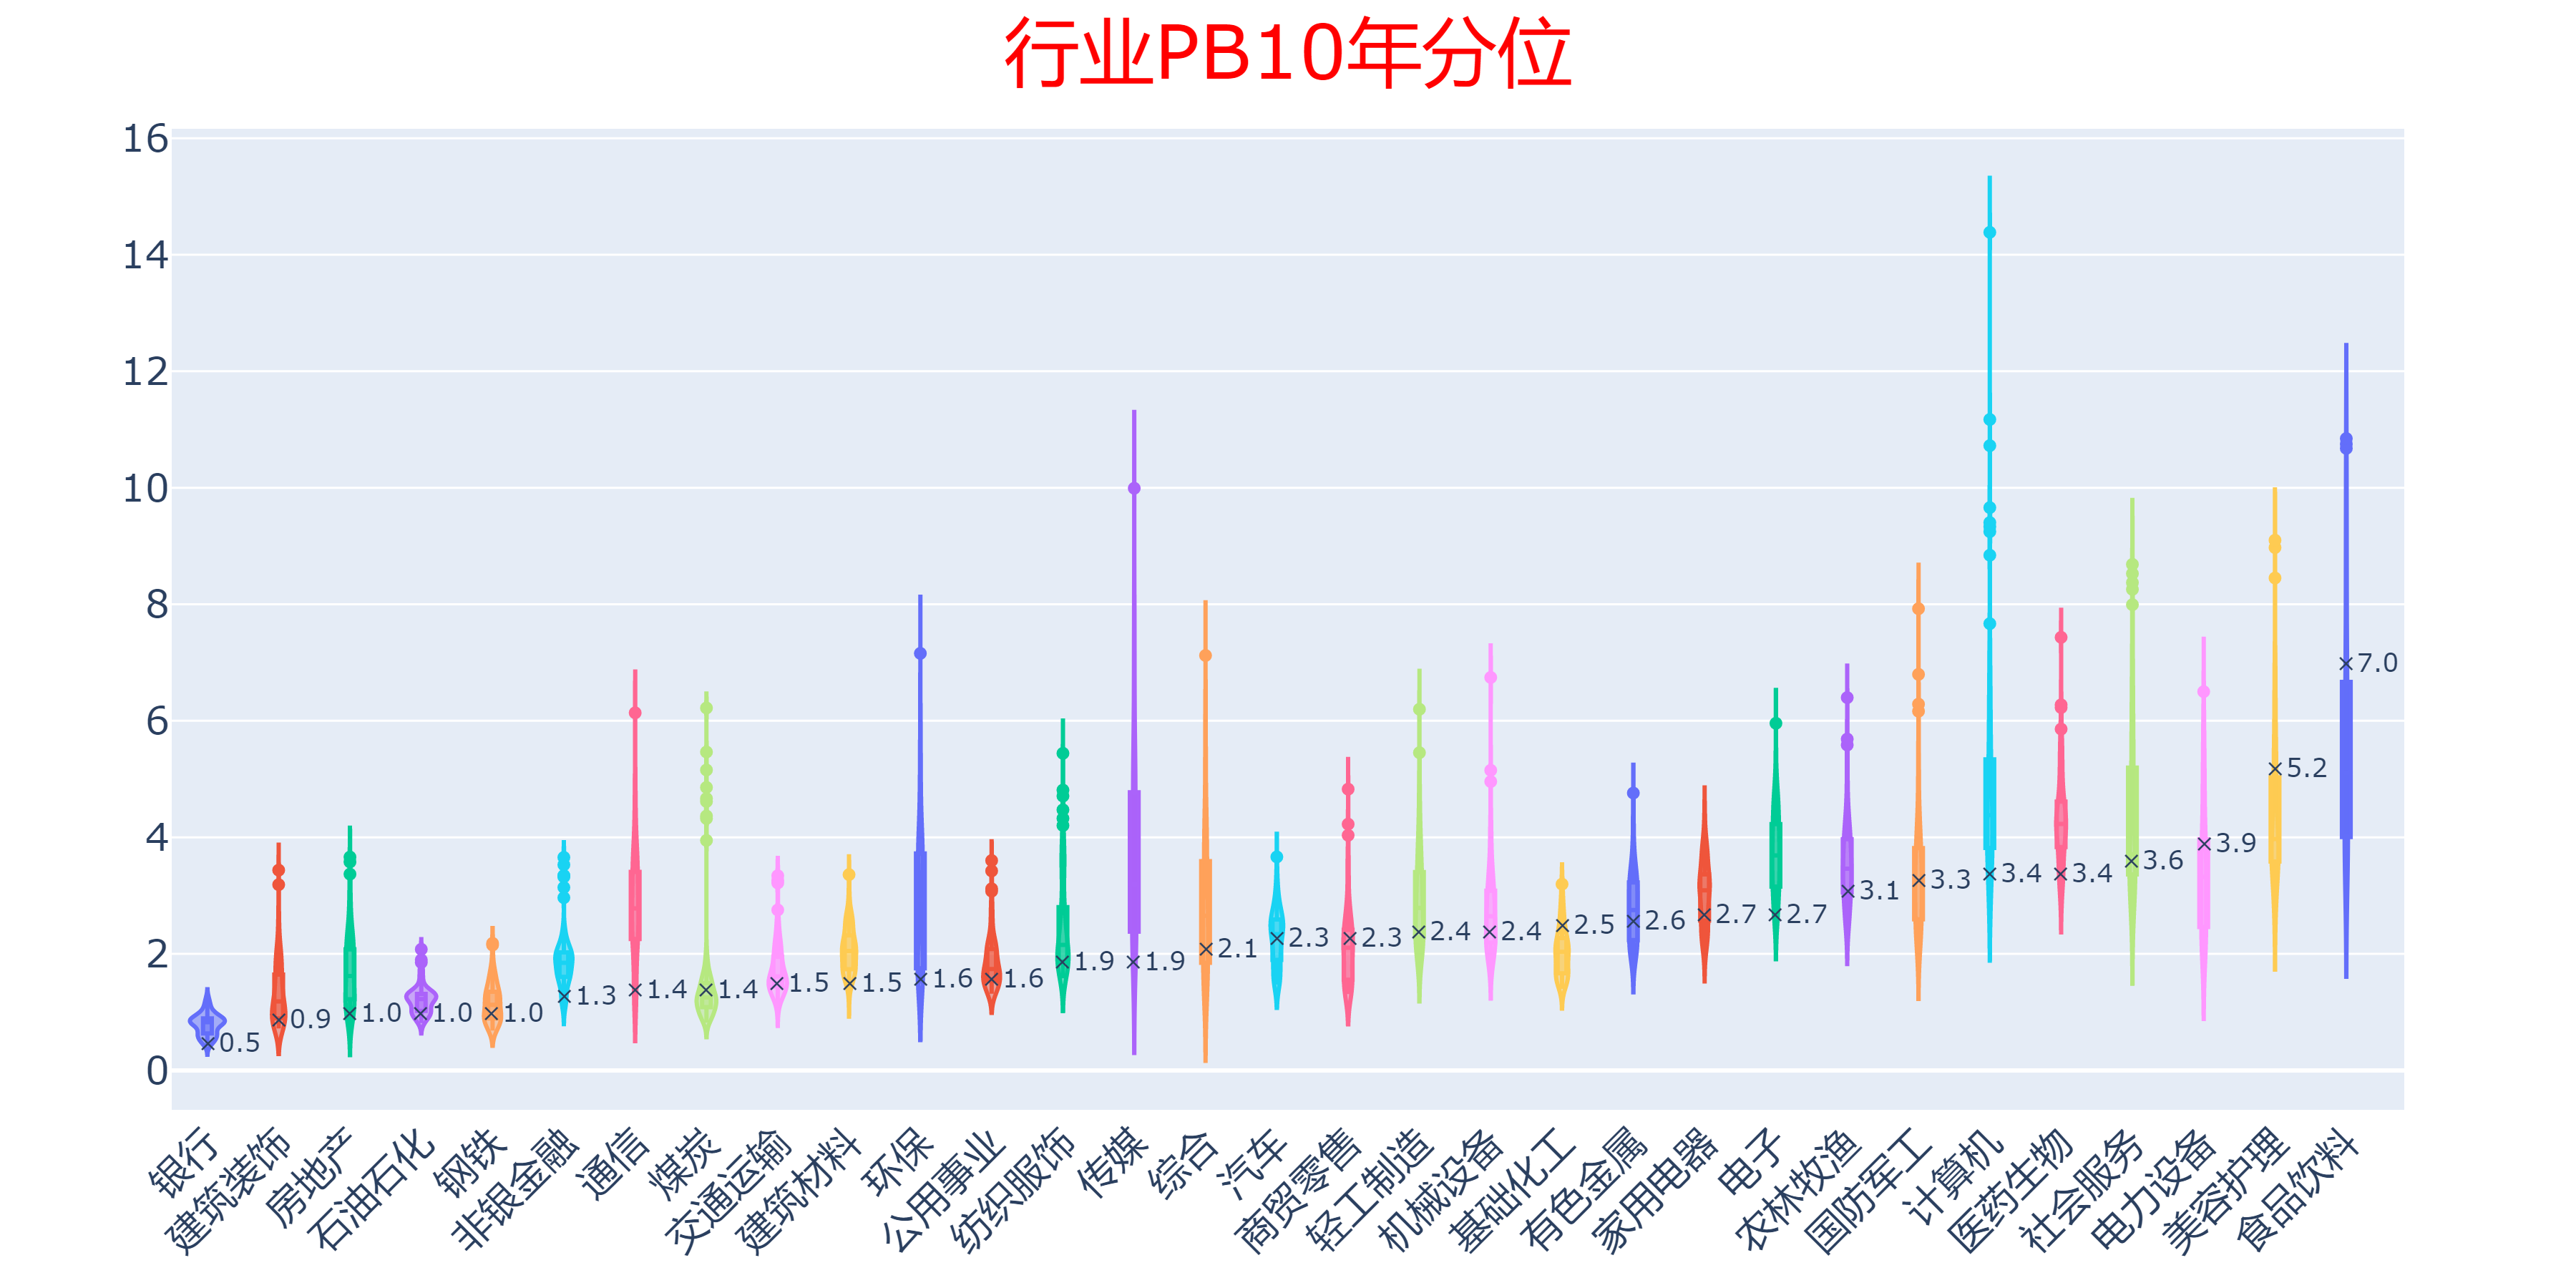 行业PB10年分位
16
14
12
10
8
6
4
2
0
0.5
0.9
1.0
1.0
1.0
1.3
1.4
1.4
1.5
1.5
1.6
1.6
1.9
1.9
2.1
2.3
2.3
2.4
2.4
2.5
2.6
2.7
2.7
3.1
3.3
3.4
3.4
3.6
3.9
5.2
7.0
银行
建筑装饰
房地产
石油石化
钢铁
非银金融
通信
煤炭
交通运输
建筑材料
环保
公用事业
纺织服饰
传媒
综合
汽车
商贸零售
轻工制造
机械设备
基础化工
有色金属
家用电器
电子
农林牧渔
国防军工
计算机
医药生物
社会服务
电力设备
美容护理
食品饮料